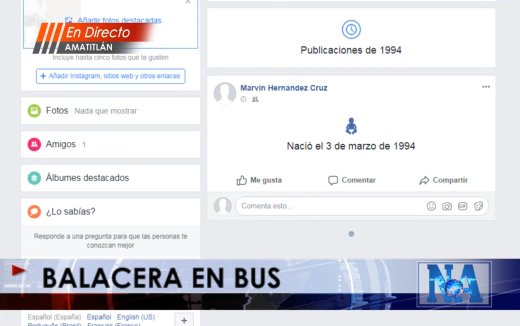 Añadir fotos destacadas
En Directo
AMATITLÁN
Incluye hasta cinco fotos que te gusten
+ Añadir Instagram, sitios web y otros enlaces
Fotos · Nada que mostrar
Amigos · 1
Álbumes destacados
¿Lo sabías?
Responde a una pregunta para que las personas te
conozcan mejor
Publicaciones de 1994
Marvin Hernandez Cruz
Nació el 3 de marzo de 1994
Me gusta
Comentar
Compartir
Comenta esto...
GIF
BALACERA EN BUS
NA
Español (España) Español English (US)
Português (Brasil) Français (France)